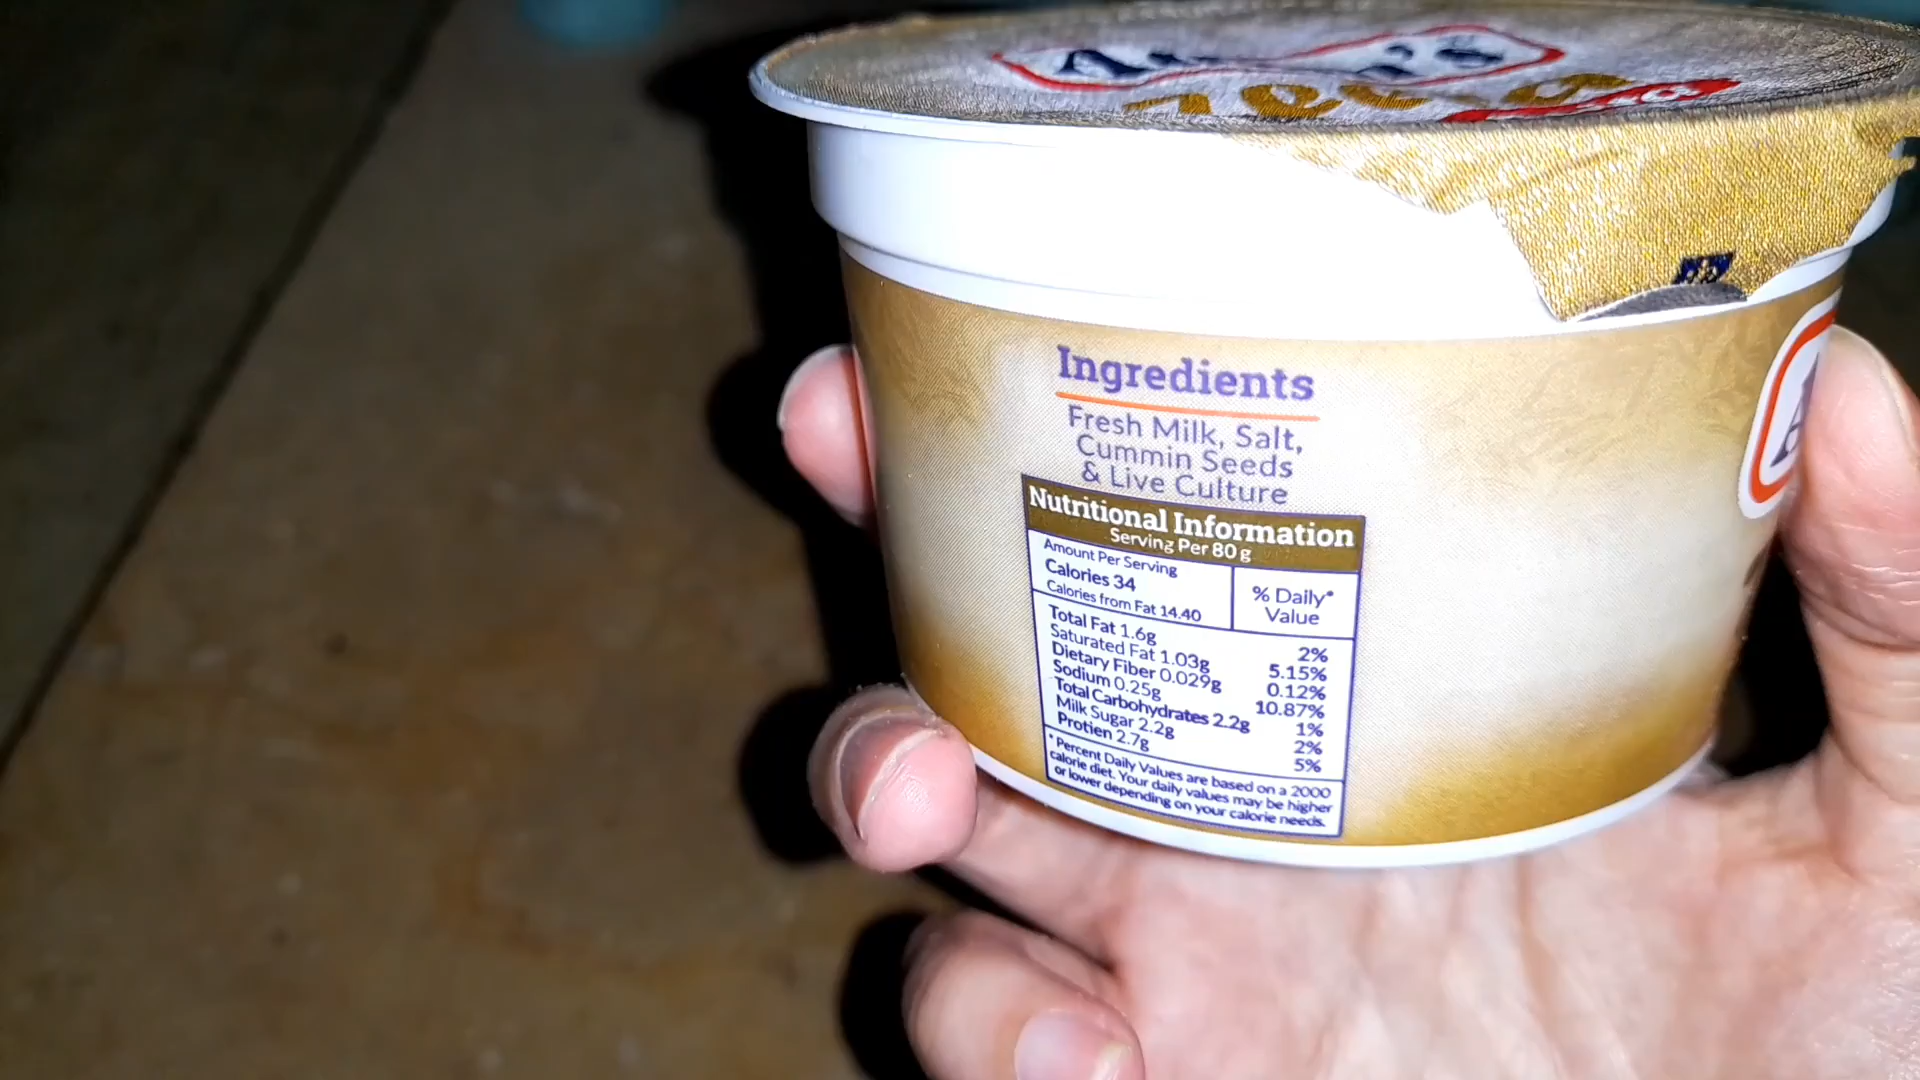 zeera
Ingredients
Fresh Milk, Salt,
Cummin Seeds
& Live Culture
Nutritional Information
Serving Per 80 g
Amount Per Serving
Calories 34
Calories from Fat 14.40
% Daily*
Value
Total Fat 1.6g 2%
Saturated Fat 1.03g 5.15%
Dietary Fiber 0.029g 0.12%
Sodium 0.25g 10.87%
Total Carbohydrates 2.2g 1%
Milk Sugar 2.2g 2%
Protien 2.7g 5%
* Percent Daily Values are based on a 2000
calorie diet. Your daily values may be higher
or lower depending on your calorie needs.